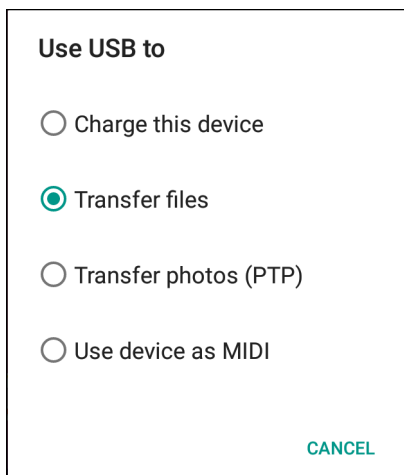 Use USB to
Charge this device
Transfer files
Transfer photos (PTP)
Use device as MIDI
CANCEL